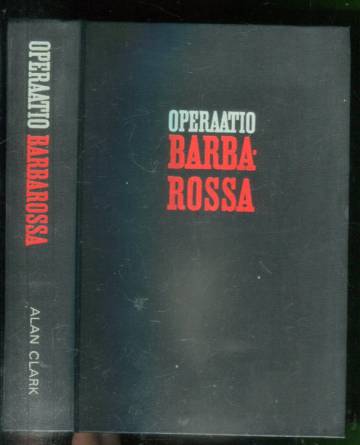 OPERAATIO BARBAROSSA
ALAN CLARK
OPERAATIO
BARBA-
ROSSA